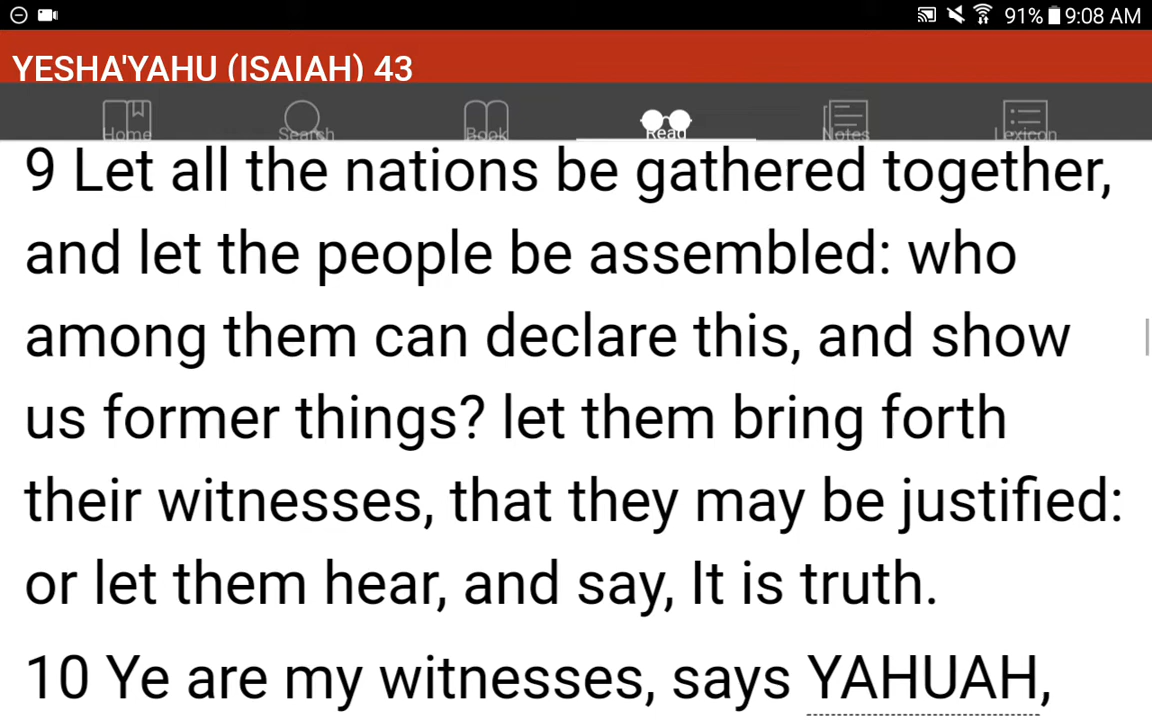 91% 9:08 AM
YESHA'YAHU (ISAIAH) 43
Home Search Book Read Notes Lexicon
9 Let all the nations be gathered together,
and let the people be assembled: who
among them can declare this, and show
us former things? let them bring forth
their witnesses, that they may be justified:
or let them hear, and say, It is truth.
10 Ye are my witnesses, says YAHUAH,